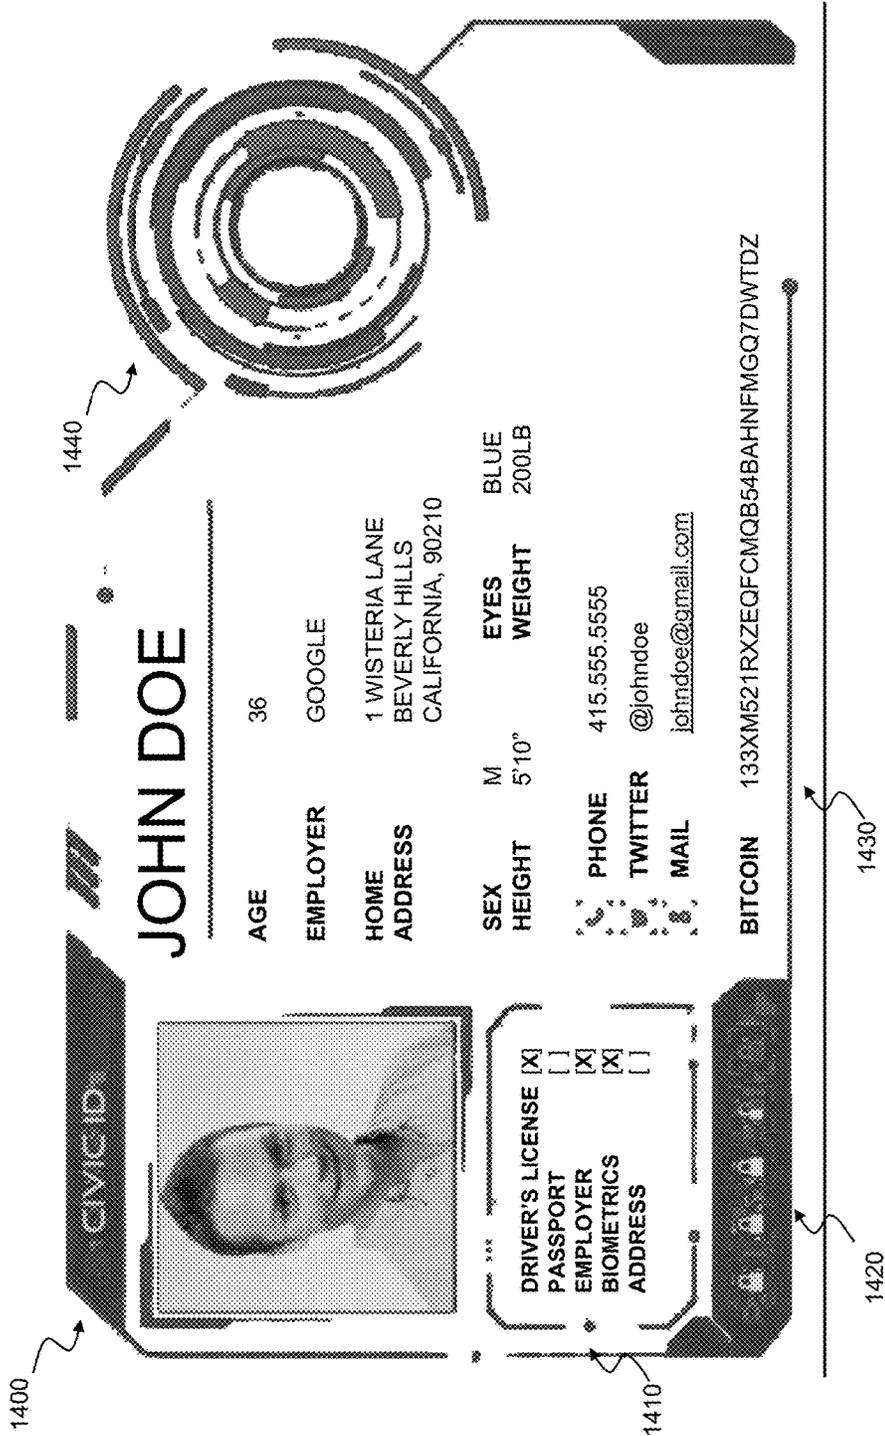 1400
CIVIC ID
JOHN DOE
1440
AGE 36
EMPLOYER GOOGLE
HOME 1 WISTERIA LANE
ADDRESS BEVERLY HILLS
CALIFORNIA, 90210
SEX M EYES BLUE
HEIGHT 5'10" WEIGHT 200LB
DRIVER'S LICENSE [X]
PASSPORT [ ]
EMPLOYER [X]
BIOMETRICS [X]
ADDRESS [ ]
PHONE 415.555.5555
TWITTER @johndoe
MAIL johndoe@gmail.com
BITCOIN 133XM521RXZEQFCMQB54BAHNFMGQ7DWTDZ
1410
1420
1430